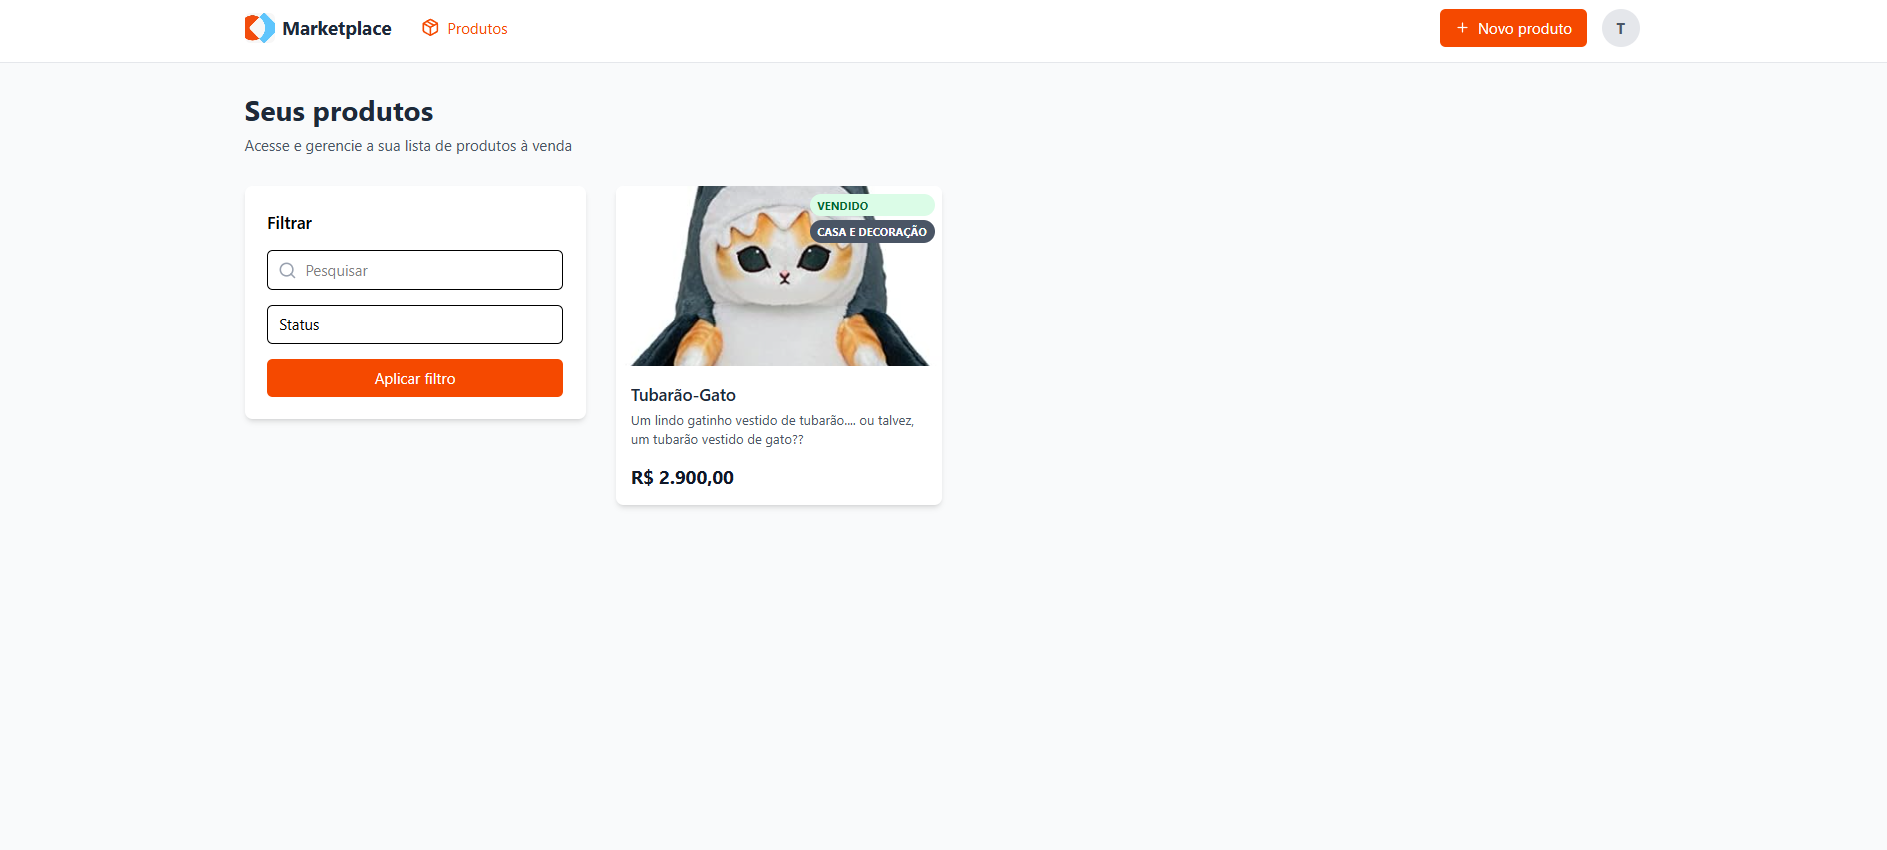 Marketplace
Produtos
+ Novo produto
T
Seus produtos
Acesse e gerencie a sua lista de produtos à venda
Filtrar
Pesquisar
Status
Aplicar filtro
VENDIDO
CASA E DECORAÇÃO
Tubarão-Gato
Um lindo gatinho vestido de tubarão.... ou talvez,
um tubarão vestido de gato??
R$ 2.900,00